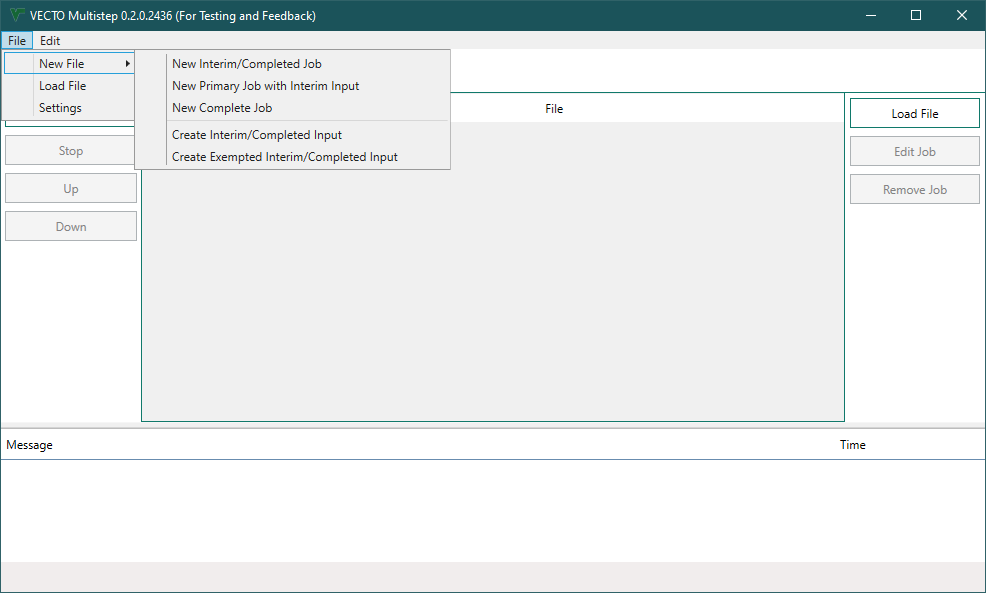 VECTO Multistep 0.2.0.2436 (For Testing and Feedback)
File Edit
New File
Load File
Settings
New Interim/Completed Job
New Primary Job with Interim Input
New Complete Job
Create Interim/Completed Input
Create Exempted Interim/Completed Input
Stop
Up
Down
File
Load File
Edit Job
Remove Job
Message Time